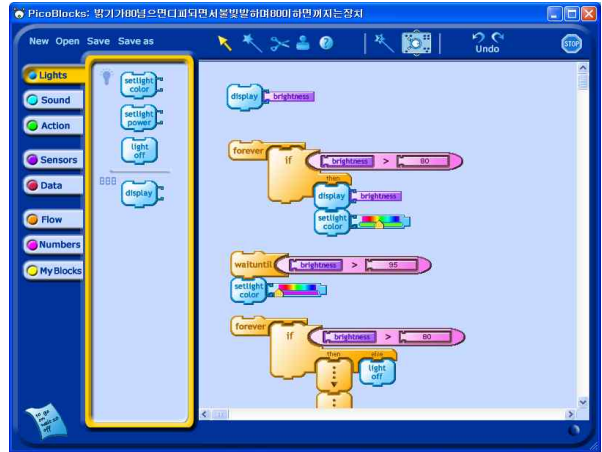 PicoBlocks: 밝기가80넘으면디피되면서불빛발하며80이하면꺼지는장치
New Open Save Save as
Undo
STOP
Lights
Sound
Action
Sensors
Data
Flow
Numbers
My Blocks
setlight color
setlight power
light off
display
display brightness
forever
if brightness > 80
then
display brightness
setlight color
waituntil brightness > 95
setlight color
forever
if brightness > 80
then else
light off